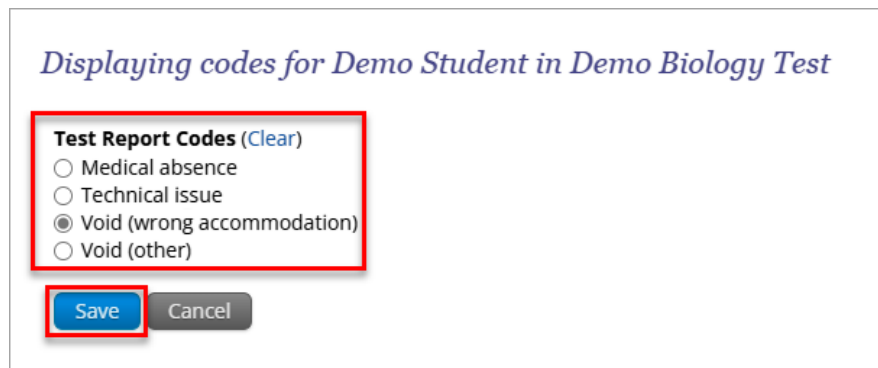 Displaying codes for Demo Student in Demo Biology Test
Test Report Codes (Clear)
Medical absence
Technical issue
Void (wrong accommodation)
Void (other)
Save Cancel